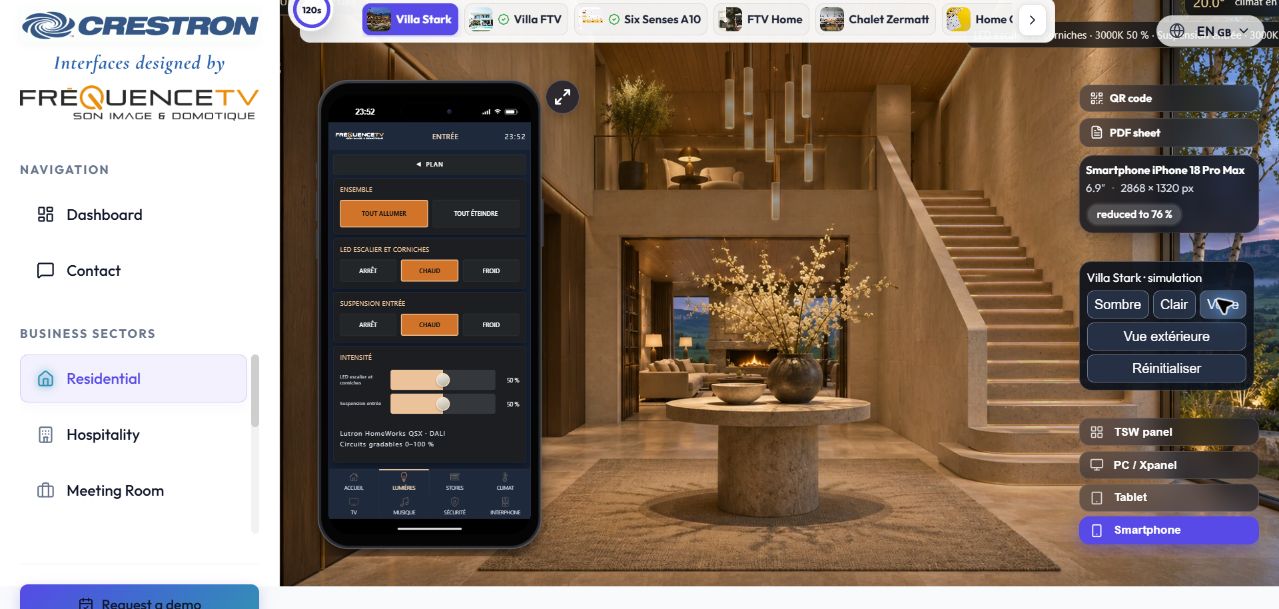 CRESTRON
Interfaces designed by
FRÉQUENCETV
SON IMAGE & DOMOTIQUE
NAVIGATION
Dashboard
Contact
BUSINESS SECTORS
Residential
Hospitality
Meeting Room
Request a demo
120s
Villa Stark
Villa FTV
Six Senses A10
FTV Home
Chalet Zermatt
Home
20.0°
climat en
corniches · 3000K 50 %
3000K
EN GB
23:52
FRÉQUENCETV
ENTRÉE
23:52
◄ PLAN
ENSEMBLE
TOUT ALLUMER
TOUT ÉTEINDRE
LED ESCALIER ET CORNICHES
ARRÊT
CHAUD
FROID
SUSPENSION ENTRÉE
ARRÊT
CHAUD
FROID
INTENSITÉ
LED escalier et
corniches
50 %
Suspension entrée
50 %
Lutron HomeWorks QSX · DALI
Circuits gradables 0–100 %
ACCUEIL
LUMIÈRES
STORES
CLIMAT
TV
MUSIQUE
SÉCURITÉ
INTERPHONE
QR code
PDF sheet
Smartphone iPhone 18 Pro Max
6.9" · 2868 × 1320 px
reduced to 76 %
Villa Stark · simulation
Sombre
Clair
Vue extérieure
Réinitialiser
TSW panel
PC / Xpanel
Tablet
Smartphone